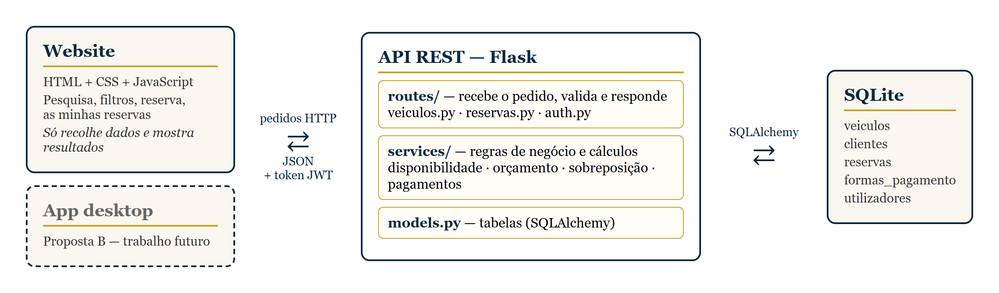 Website
HTML + CSS + JavaScript
Pesquisa, filtros, reserva,
as minhas reservas
Só recolhe dados e mostra
resultados
App desktop
Proposta B — trabalho futuro
pedidos HTTP
⇄
JSON
+ token JWT
API REST — Flask
routes/ — recebe o pedido, valida e responde
veiculos.py · reservas.py · auth.py
services/ — regras de negócio e cálculos
disponibilidade · orçamento · sobreposição ·
pagamentos
models.py — tabelas (SQLAlchemy)
SQLAlchemy
⇄
SQLite
veiculos
clientes
reservas
formas_pagamento
utilizadores